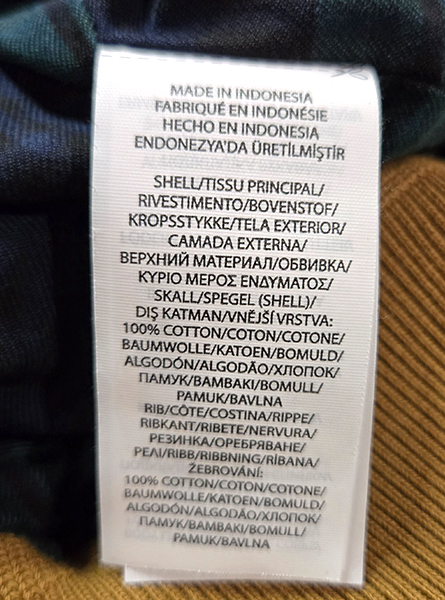 MADE IN INDONESIA
FABRIQUÉ EN INDONÉSIE
HECHO EN INDONESIA
ENDONEZYA'DA ÜRETİLMİŞTİR
SHELL/TISSU PRINCIPAL/
RIVESTIMENTO/BOVENSTOF/
KROPSSTYKKE/TELA EXTERIOR/
CAMADA EXTERNA/
ВЕРХНИЙ МАТЕРИАЛ/ОБВИВКА/
ΚΥΡΙΟ ΜΕΡΟΣ ΕΝΔΥΜΑΤΟΣ/
SKALL/SPEGEL (SHELL)/
DIŞ KATMAN/VNĚJŠÍ VRSTVA:
100% COTTON/COTON/COTONE/
BAUMWOLLE/KATOEN/BOMULD/
ALGODÓN/ALGODÃO/ХЛОПОК/
ПАМУК/ΒΑΜΒΑΚΙ/BOMULL/
PAMUK/BAVLNA
RIB/CÔTE/COSTINA/RIPPE/
RIBKANT/RIBETE/NERVURA/
РЕЗИНКА/ОРЕБРЯВАНЕ/
ΡΕΛΙ/RIBB/RIBBNING/RİBANA/
ŽEBROVÁNÍ:
100% COTTON/COTON/COTONE/
BAUMWOLLE/KATOEN/BOMULD/
ALGODÓN/ALGODÃO/ХЛОПОК/
ПАМУК/ΒΑΜΒΑΚΙ/BOMULL/
PAMUK/BAVLNA